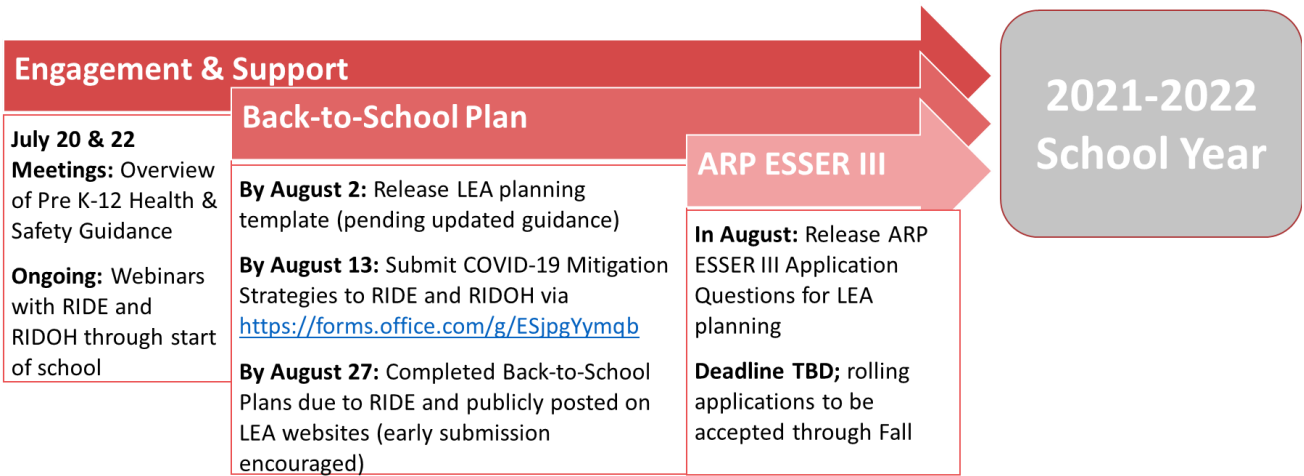 Engagement & Support
July 20 & 22
Meetings: Overview
of Pre K-12 Health &
Safety Guidance
Ongoing: Webinars
with RIDE and
RIDOH through start
of school
Back-to-School Plan
By August 2: Release LEA planning
template (pending updated guidance)
By August 13: Submit COVID-19 Mitigation
Strategies to RIDE and RIDOH via
https://forms.office.com/g/ESjpgYymqb
By August 27: Completed Back-to-School
Plans due to RIDE and publicly posted on
LEA websites (early submission
encouraged)
ARP ESSER III
In August: Release ARP
ESSER III Application
Questions for LEA
planning
Deadline TBD; rolling
applications to be
accepted through Fall
2021-2022
School Year